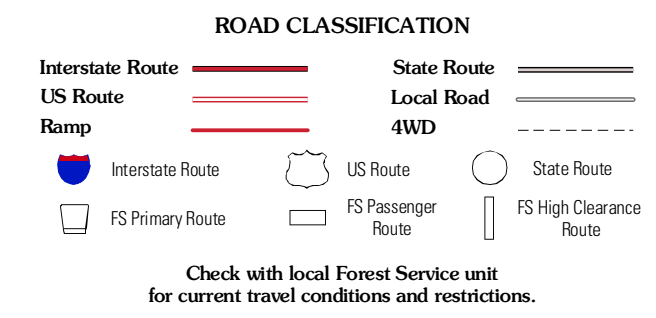 ROAD CLASSIFICATION
Interstate Route
State Route
US Route
Local Road
Ramp
4WD
Interstate Route
US Route
State Route
FS Primary Route
FS Passenger
Route
FS High Clearance
Route
Check with local Forest Service unit
for current travel conditions and restrictions.